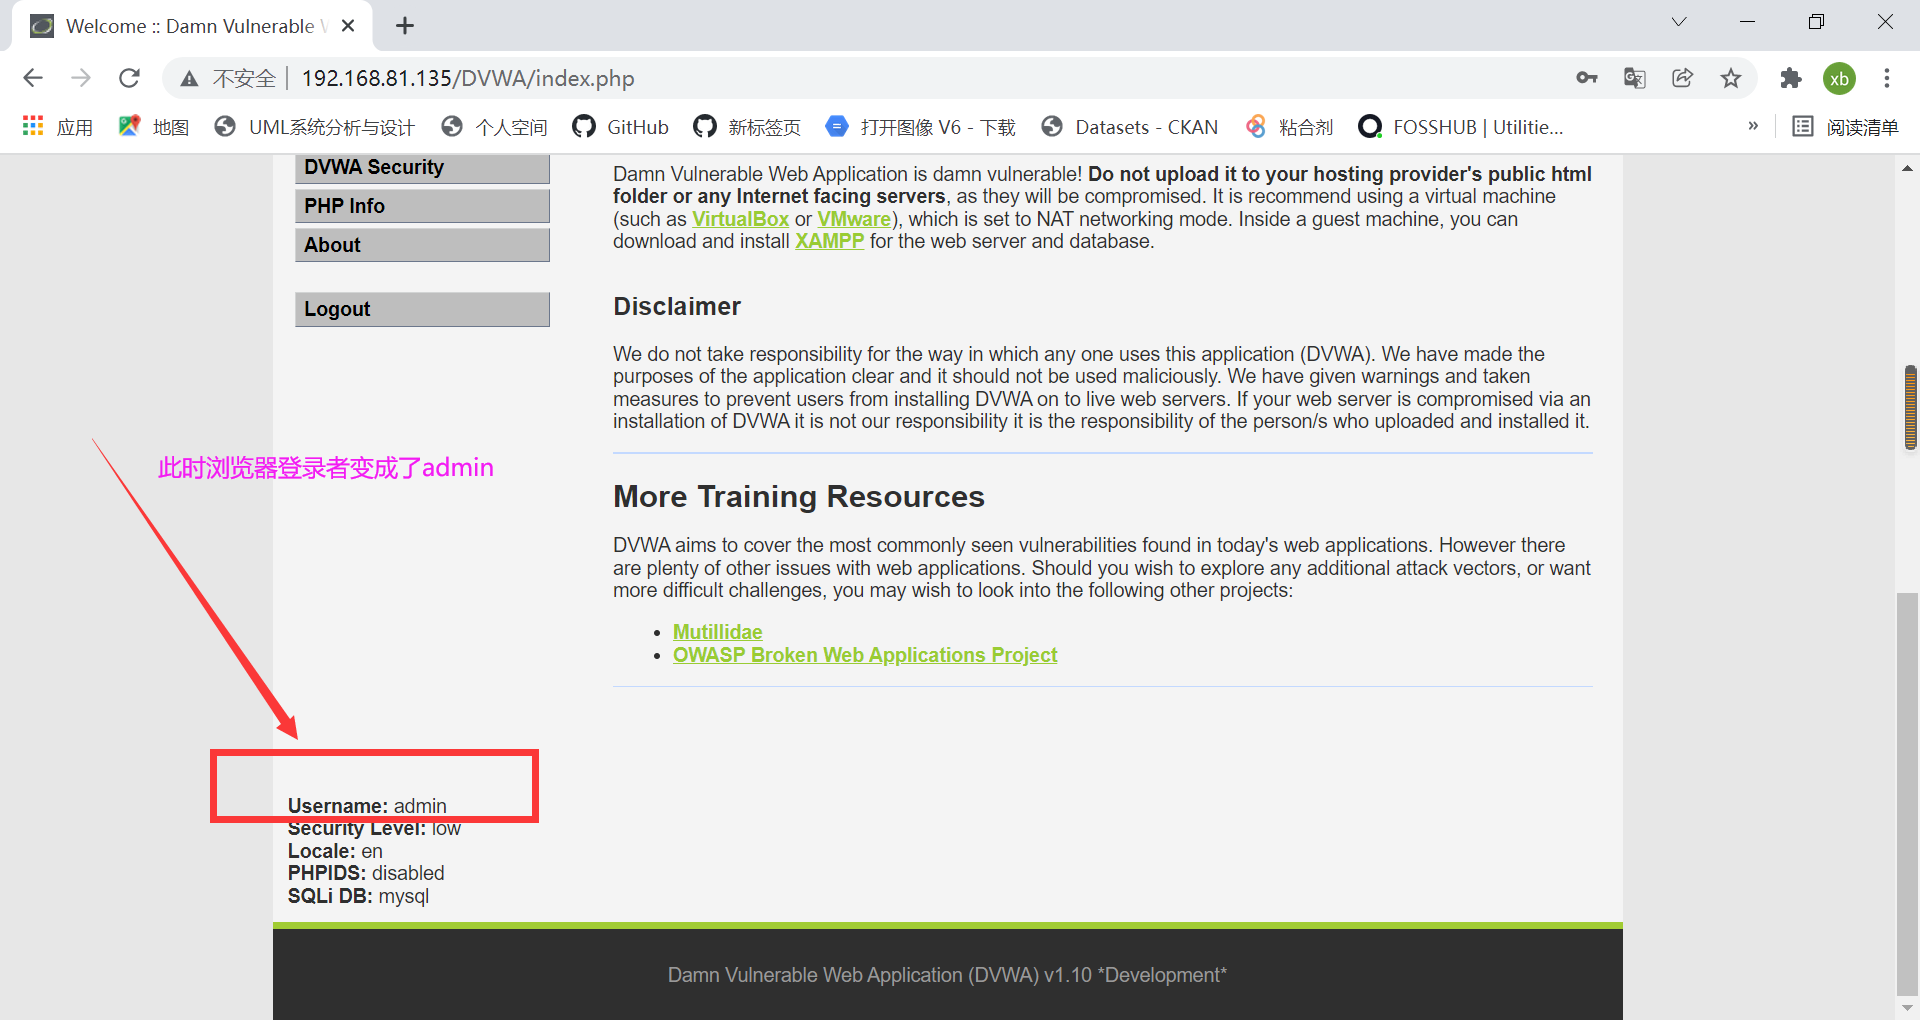 Welcome :: Damn Vulnerable
不安全 | 192.168.81.135/DVWA/index.php
xb
应用 地图 UML系统分析与设计 个人空间 GitHub 新标签页 打开图像 V6 - 下载 Datasets - CKAN 粘合剂 FOSSHUB | Utilitie... » 阅读清单
DVWA Security
PHP Info
About
Logout
Damn Vulnerable Web Application is damn vulnerable! Do not upload it to your hosting provider's public html
folder or any Internet facing servers, as they will be compromised. It is recommend using a virtual machine
(such as VirtualBox or VMware), which is set to NAT networking mode. Inside a guest machine, you can
download and install XAMPP for the web server and database.
Disclaimer
We do not take responsibility for the way in which any one uses this application (DVWA). We have made the
purposes of the application clear and it should not be used maliciously. We have given warnings and taken
measures to prevent users from installing DVWA on to live web servers. If your web server is compromised via an
installation of DVWA it is not our responsibility it is the responsibility of the person/s who uploaded and installed it.
此时浏览器登录者变成了admin
More Training Resources
DVWA aims to cover the most commonly seen vulnerabilities found in today's web applications. However there
are plenty of other issues with web applications. Should you wish to explore any additional attack vectors, or want
more difficult challenges, you may wish to look into the following other projects:
• Mutillidae
• OWASP Broken Web Applications Project
Username: admin
Security Level: low
Locale: en
PHPIDS: disabled
SQLi DB: mysql
Damn Vulnerable Web Application (DVWA) v1.10 *Development*